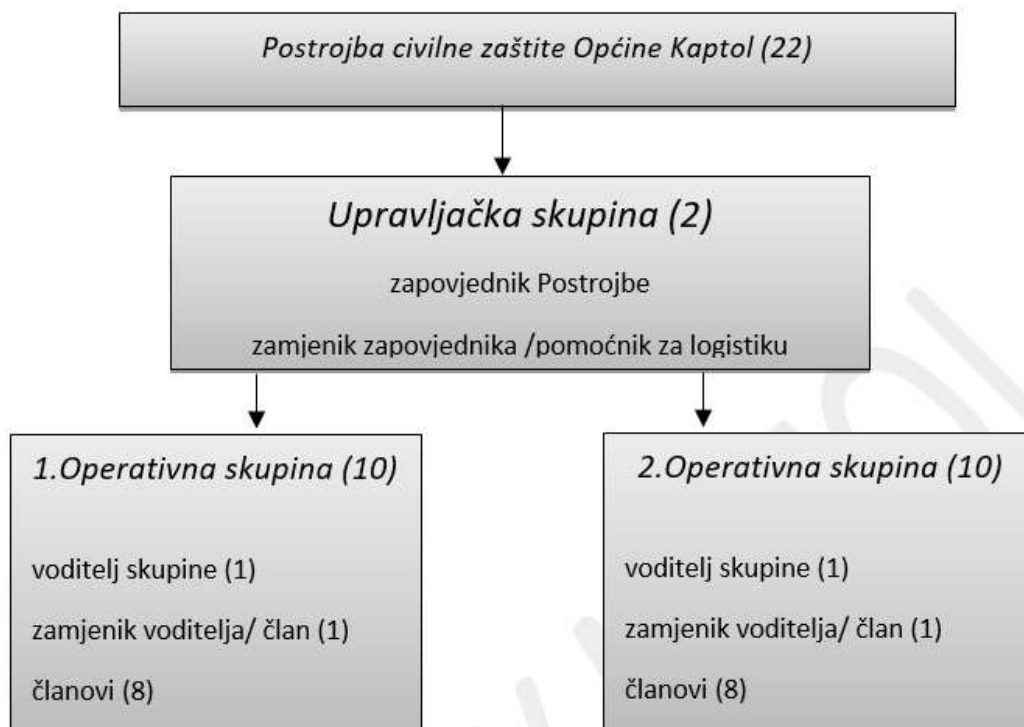 Postrojba civilne zaštite Općine Kaptol (22)
Upravljačka skupina (2)
zapovjednik Postrojbe
zamjenik zapovjednika /pomoćnik za logistiku
1.Operativna skupina (10)
voditelj skupine (1)
zamjenik voditelja/ član (1)
članovi (8)
2.Operativna skupina (10)
voditelj skupine (1)
zamjenik voditelja/ član (1)
članovi (8)